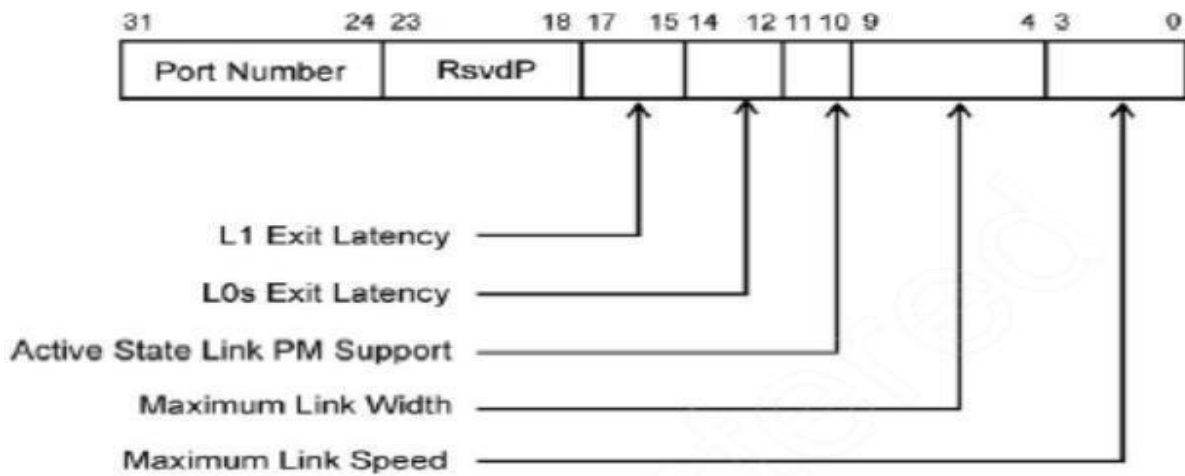 31 24 23 18 17 15 14 12 11 10 9 4 3 0
Port Number RsvdP
L1 Exit Latency
L0s Exit Latency
Active State Link PM Support
Maximum Link Width
Maximum Link Speed